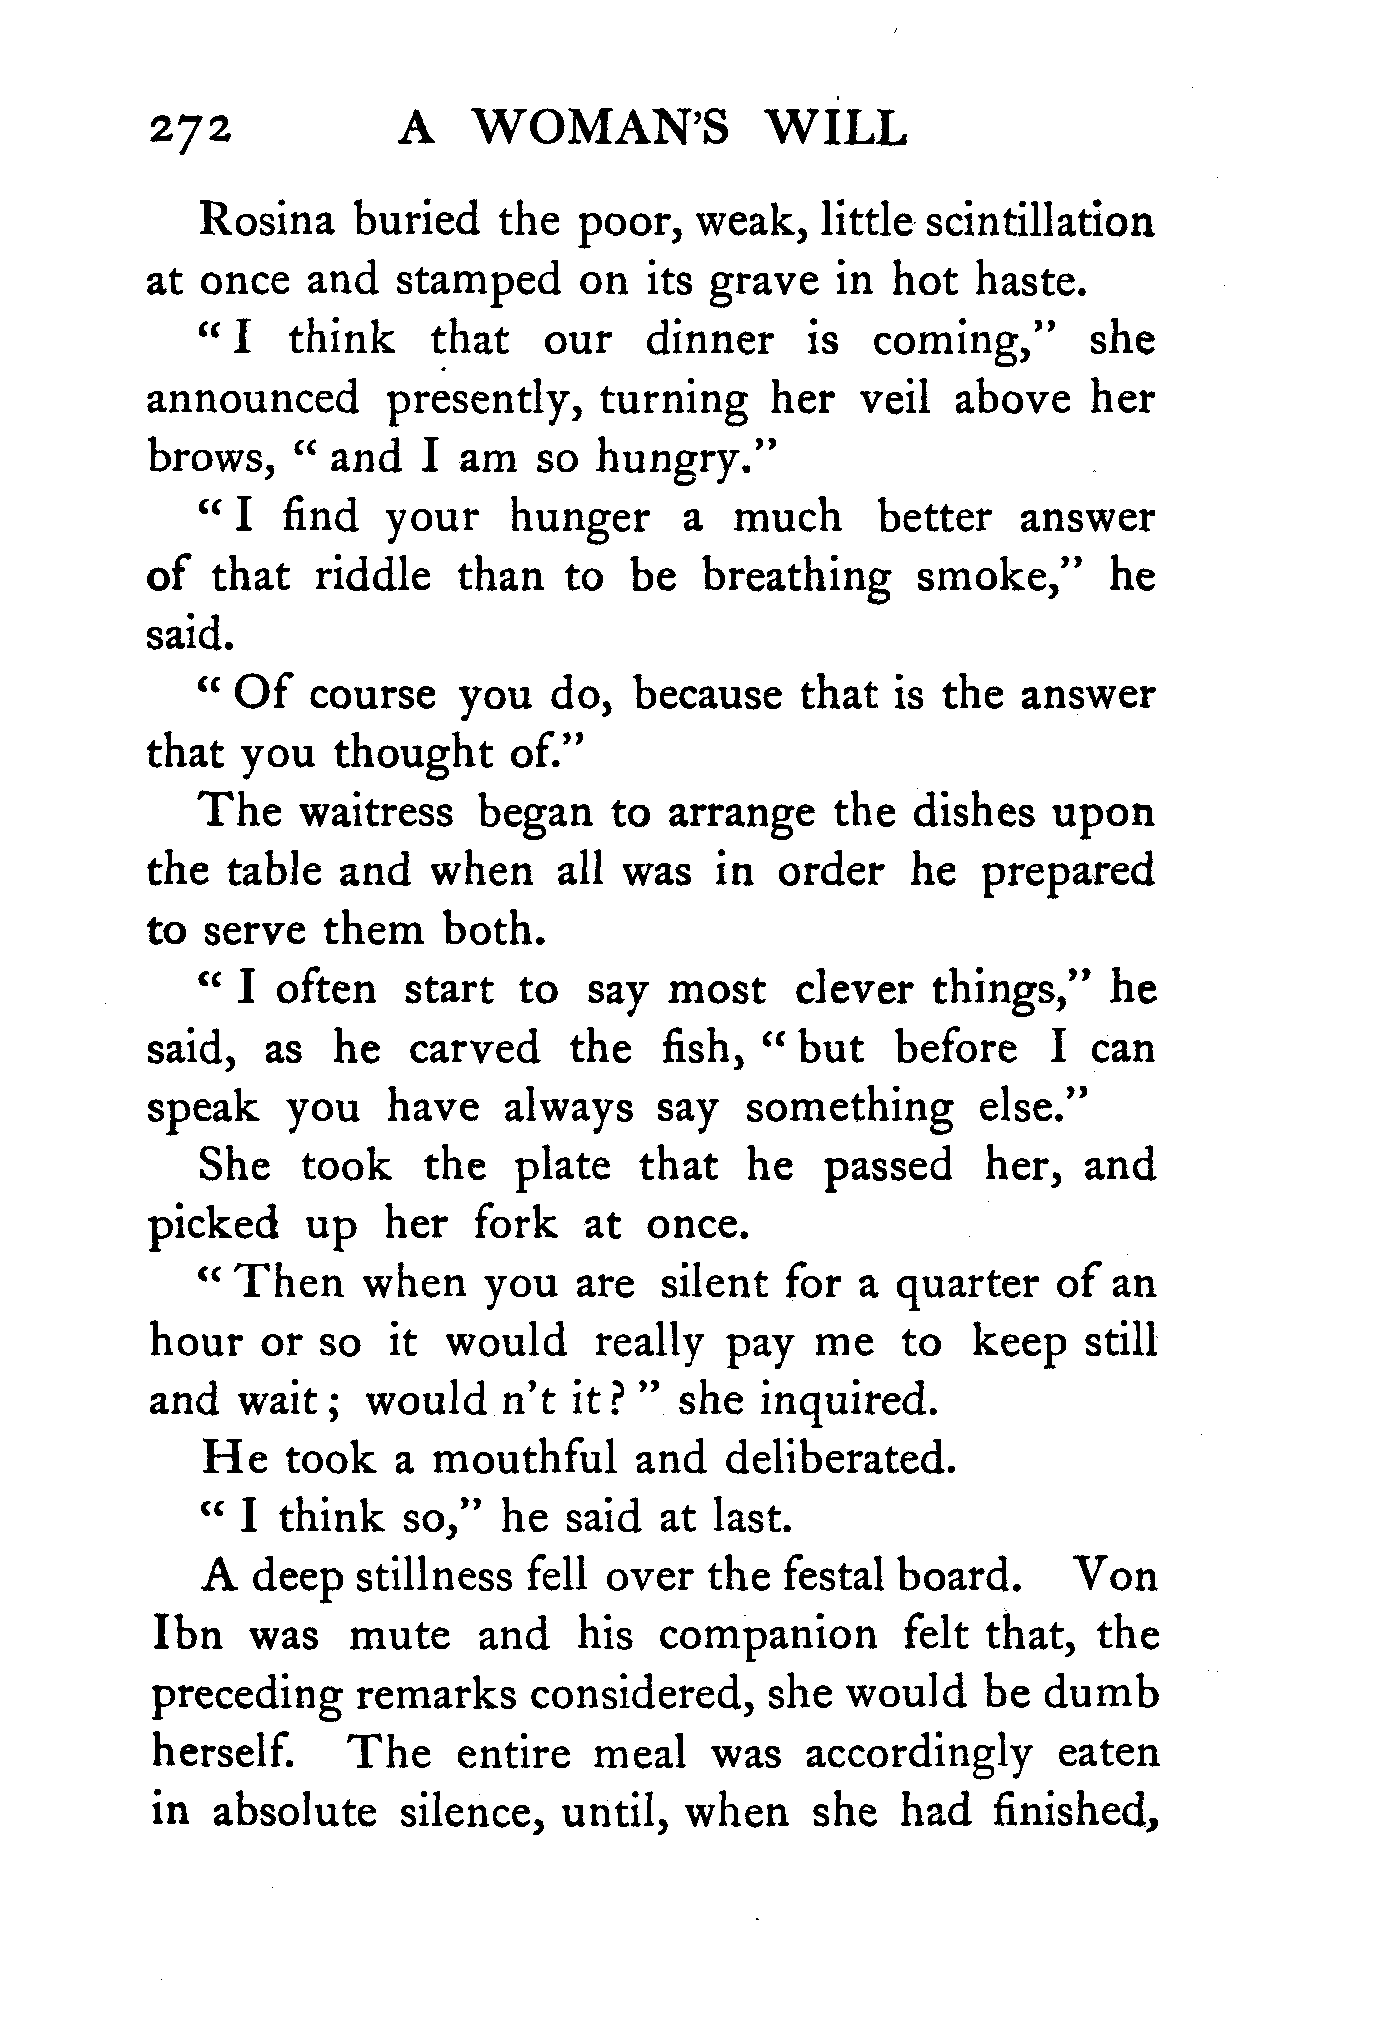 272 A WOMAN'S WILL
Rosina buried the poor, weak, little scintillation
at once and stamped on its grave in hot haste.
“ I think that our dinner is coming,” she
announced presently, turning her veil above her
brows, “ and I am so hungry.”
“ I find your hunger a much better answer
of that riddle than to be breathing smoke,” he
said.
“ Of course you do, because that is the answer
that you thought of.”
The waitress began to arrange the dishes upon
the table and when all was in order he prepared
to serve them both.
“ I often start to say most clever things,” he
said, as he carved the fish, “ but before I can
speak you have always say something else.”
She took the plate that he passed her, and
picked up her fork at once.
“ Then when you are silent for a quarter of an
hour or so it would really pay me to keep still
and wait ; would n't it ? ” she inquired.
He took a mouthful and deliberated.
“ I think so,” he said at last.
A deep stillness fell over the festal board. Von
Ibn was mute and his companion felt that, the
preceding remarks considered, she would be dumb
herself. The entire meal was accordingly eaten
in absolute silence, until, when she had finished,